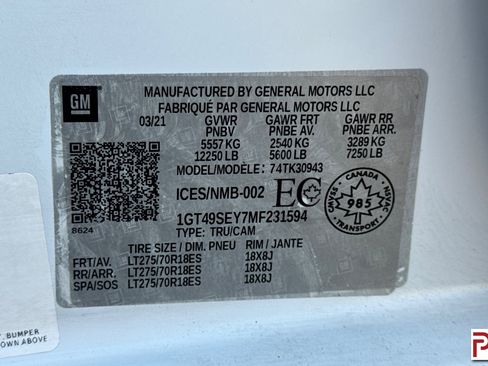 GM
MANUFACTURED BY GENERAL MOTORS LLC
FABRIQUÉ PAR GENERAL MOTORS LLC
03/21 GVWR GAWR FRT GAWR RR
PNBV PNBE AV. PNBE ARR.
5557 KG 2540 KG 3289 KG
12250 LB 5600 LB 7250 LB
MODEL/MODÈLE: 74TK30943
ICES/NMB-002 EC
1GT49SEY7MF231594
TYPE: TRU/CAM
8624
CANADA
985
TRANSPORT
TIRE SIZE / DIM. PNEU RIM / JANTE
FRT/AV. LT275/70R18ES 18X8J
RR/ARR. LT275/70R18ES 18X8J
SPA/SOS LT275/70R18ES 18X8J
BUMPER
OWN ABOVE
P